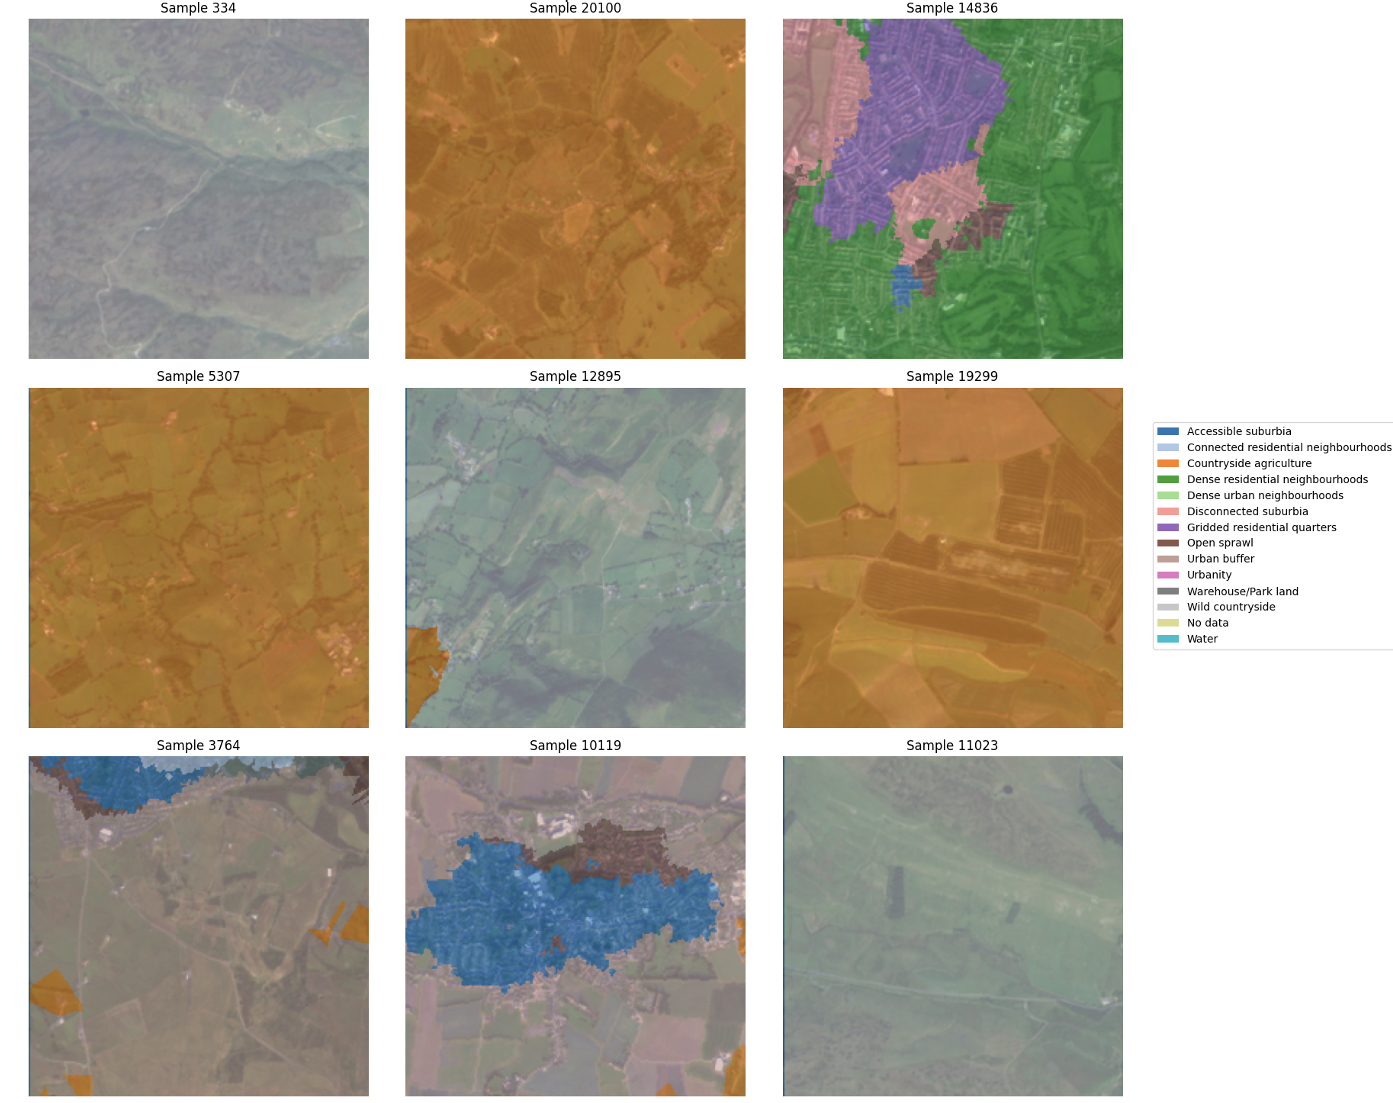 Sample 334
Sample 20100
Sample 14836
Sample 5307
Sample 12895
Sample 19299
Accessible suburbia
Connected residential neighbourhoods
Countryside agriculture
Dense residential neighbourhoods
Dense urban neighbourhoods
Disconnected suburbia
Gridded residential quarters
Open sprawl
Urban buffer
Urbanity
Warehouse/Park land
Wild countryside
No data
Water
Sample 3764
Sample 10119
Sample 11023